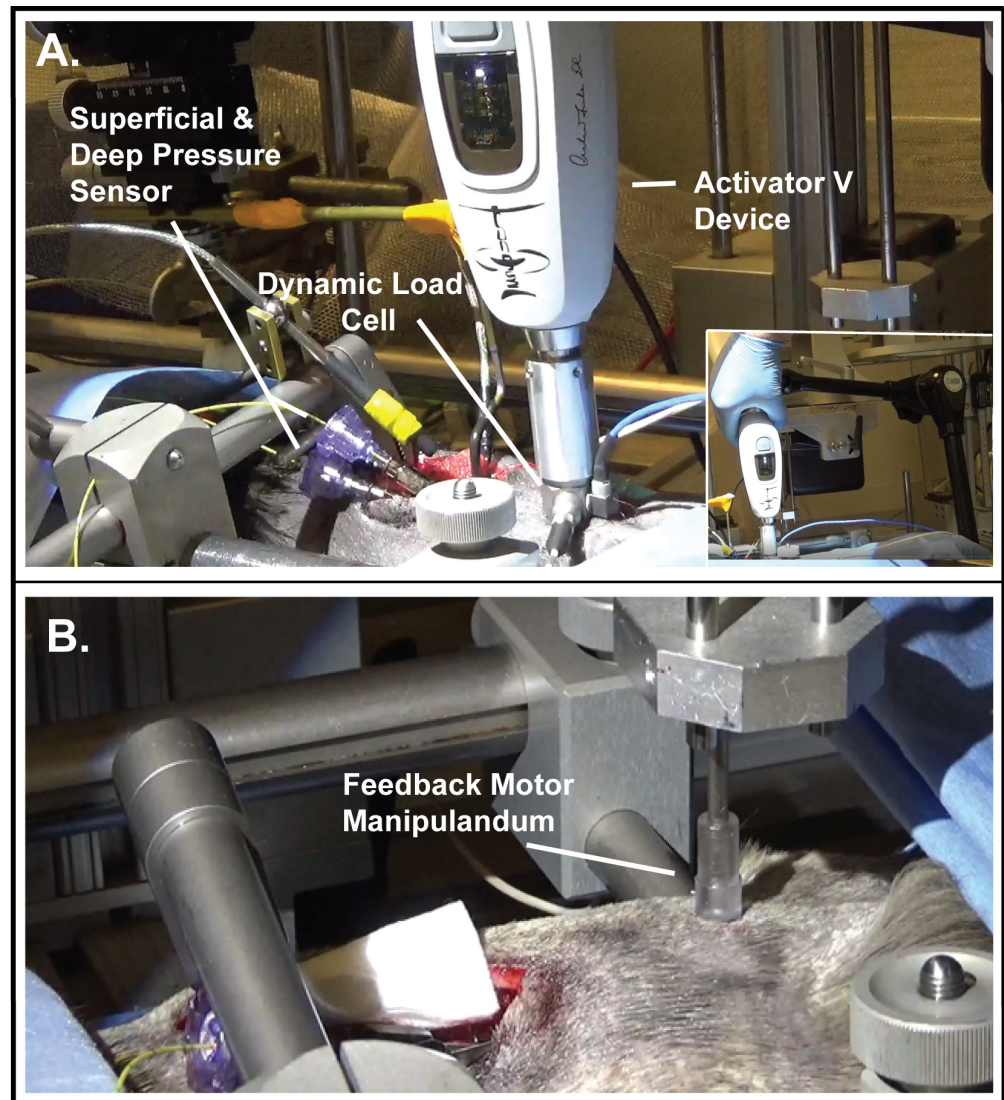 A.
Superficial &
Deep Pressure
Sensor
Activator V
Device
Dynamic Load
Cell
B.
Feedback Motor
Manipulandum